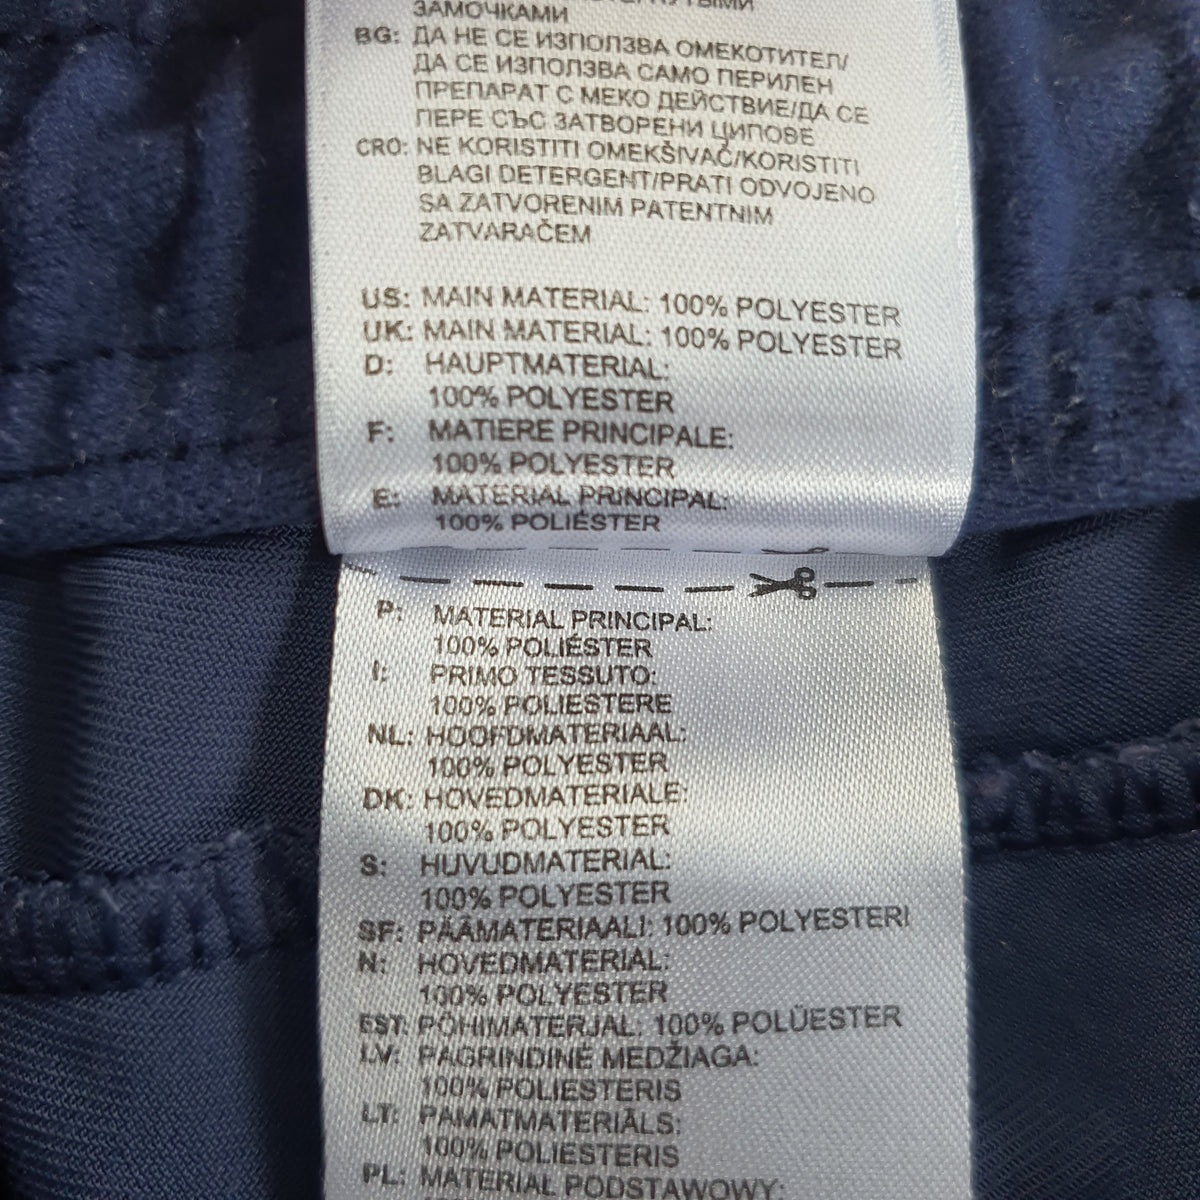 ЗАМОЧКАМИ
BG: ДА НЕ СЕ ИЗПОЛЗВА ОМЕКОТИТЕЛ/
ДА СЕ ИЗПОЛЗВА САМО ПЕРИЛЕН
ПРЕПАРАТ С МЕКО ДЕЙСТВИЕ/ДА СЕ
ПЕРЕ СЪС ЗАТВОРЕНИ ЦИПОВЕ
CRO: NE KORISTITI OMEKŠIVAČ/KORISTITI
BLAGI DETERGENT/PRATI ODVOJENO
SA ZATVORENIM PATENTNIM
ZATVARAČEM
US: MAIN MATERIAL: 100% POLYESTER
UK: MAIN MATERIAL: 100% POLYESTER
D: HAUPTMATERIAL:
100% POLYESTER
F: MATIERE PRINCIPALE:
100% POLYESTER
E: MATERIAL PRINCIPAL:
100% POLIÉSTER
P: MATERIAL PRINCIPAL:
100% POLIÉSTER
I: PRIMO TESSUTO:
100% POLIESTERE
NL: HOOFDMATERIAAL:
100% POLYESTER
DK: HOVEDMATERIALE:
100% POLYESTER
S: HUVUDMATERIAL:
100% POLYESTER
SF: PÄÄMATERIAALI: 100% POLYESTERI
N: HOVEDMATERIAL:
100% POLYESTER
EST: PÕHIMATERJAL: 100% POLÜESTER
LV: PAGRINDINĖ MEDŽIAGA:
100% POLIESTERIS
LT: PAMATMATERIĀLS:
100% POLIESTERIS
PL: MATERIAŁ PODSTAWOWY: